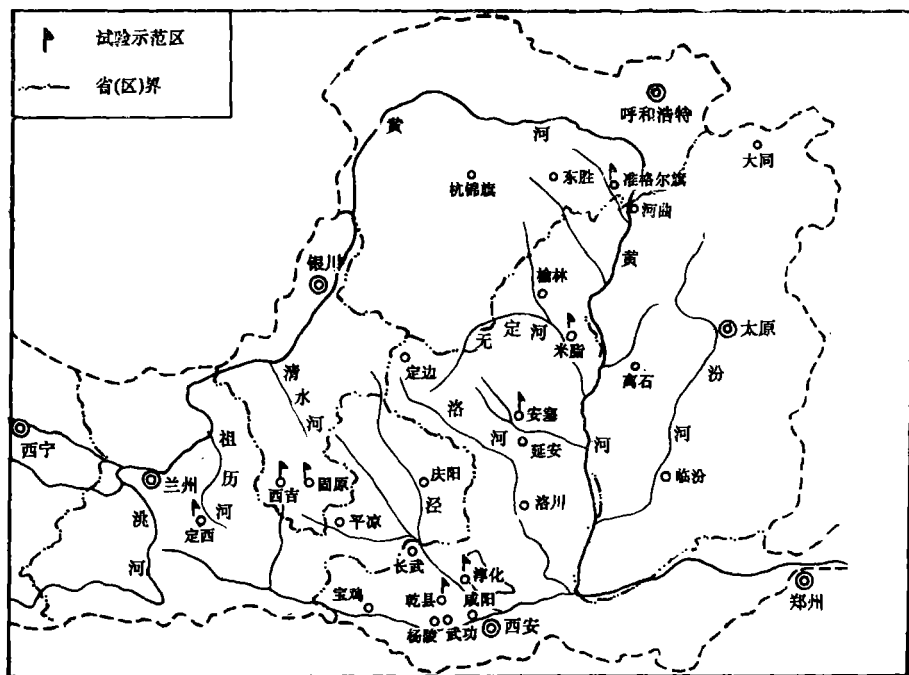 试验示范区
省(区)界
呼和浩特
黄
河
大同
杭锦旗
东胜
准格尔旗
河曲
银川
榆林
黄
无定河
米脂
太原
定边
离石
汾
清水河
洛
安塞
河
延安
河
河
西宁
祖历河
兰州
西吉
固原
庆阳
临汾
洮河
定西
平凉
泾
洛川
长武
淳化
宝鸡
乾县
咸阳
杨陵
武功
西安
郑州